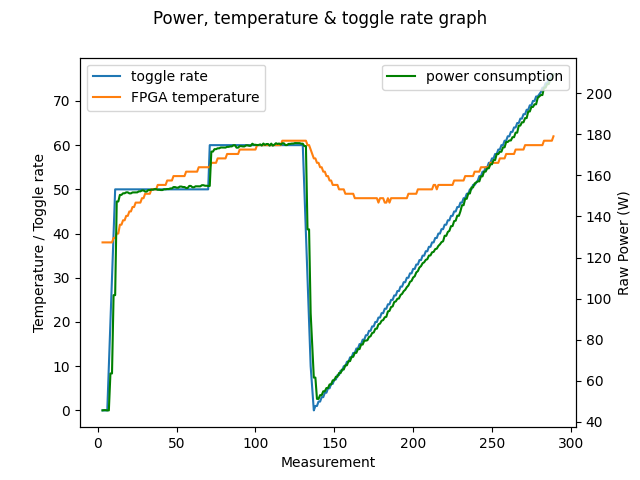 Power, temperature & toggle rate graph
toggle rate
FPGA temperature
power consumption
Temperature / Toggle rate
70
60
50
40
30
20
10
0
200
180
160
140
120
100
80
60
40
Raw Power (W)
0 50 100 150 200 250 300
Measurement